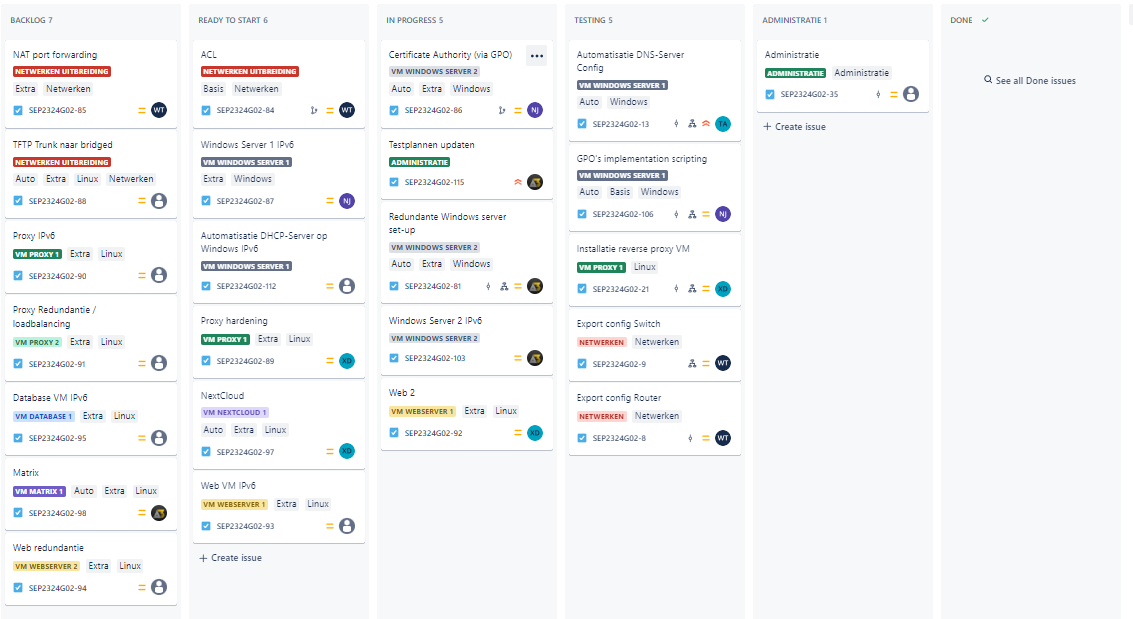 BACKLOG 7
NAT port forwarding
NETWERKEN UITBREIDING
Extra Netwerken
SEP2324G02-85 WT
TFTP Trunk naar bridged
NETWERKEN UITBREIDING
Auto Extra Linux Netwerken
SEP2324G02-88
Proxy IPv6
VM PROXY 1 Extra Linux
SEP2324G02-90
Proxy Redundantie /
loadbalancing
VM PROXY 2 Extra Linux
SEP2324G02-91
Database VM IPv6
VM DATABASE 1 Extra Linux
SEP2324G02-95
Matrix
VM MATRIX 1 Auto Extra Linux
SEP2324G02-98
Web redundantie
VM WEBSERVER 2 Extra Linux
SEP2324G02-94
READY TO START 6
ACL
NETWERKEN UITBREIDING
Basis Netwerken
SEP2324G02-84 WT
Windows Server 1 IPv6
VM WINDOWS SERVER 1
Extra Windows
SEP2324G02-87 NJ
Automatisatie DHCP-Server op
Windows IPv6
VM WINDOWS SERVER 1
SEP2324G02-112
Proxy hardening
VM PROXY 1 Extra Linux
SEP2324G02-89 XD
NextCloud
VM NEXTCLOUD 1
Auto Extra Linux
SEP2324G02-97 XD
Web VM IPv6
VM WEBSERVER 1 Extra Linux
SEP2324G02-93
+ Create issue
IN PROGRESS 5
Certificate Authority (via GPO)
VM WINDOWS SERVER 2
Auto Extra Windows
SEP2324G02-86 NJ
Testplannen updaten
ADMINISTRATIE
SEP2324G02-115
Redundante Windows server
set-up
VM WINDOWS SERVER 2
Auto Extra Windows
SEP2324G02-81
Windows Server 2 IPv6
VM WINDOWS SERVER 2
SEP2324G02-103
Web 2
VM WEBSERVER 1 Extra Linux
SEP2324G02-92 XD
TESTING 5
Automatisatie DNS-Server
Config
VM WINDOWS SERVER 1
Auto Windows
SEP2324G02-13 TA
GPO's implementation scripting
VM WINDOWS SERVER 1
Auto Basis Windows
SEP2324G02-106 NJ
Installatie reverse proxy VM
VM PROXY 1 Linux
SEP2324G02-21 XD
Export config Switch
NETWERKEN Netwerken
SEP2324G02-9 WT
Export config Router
NETWERKEN Netwerken
SEP2324G02-8 WT
ADMINISTRATIE 1
Administratie
ADMINISTRATIE Administratie
SEP2324G02-35
+ Create issue
DONE
See all Done issues